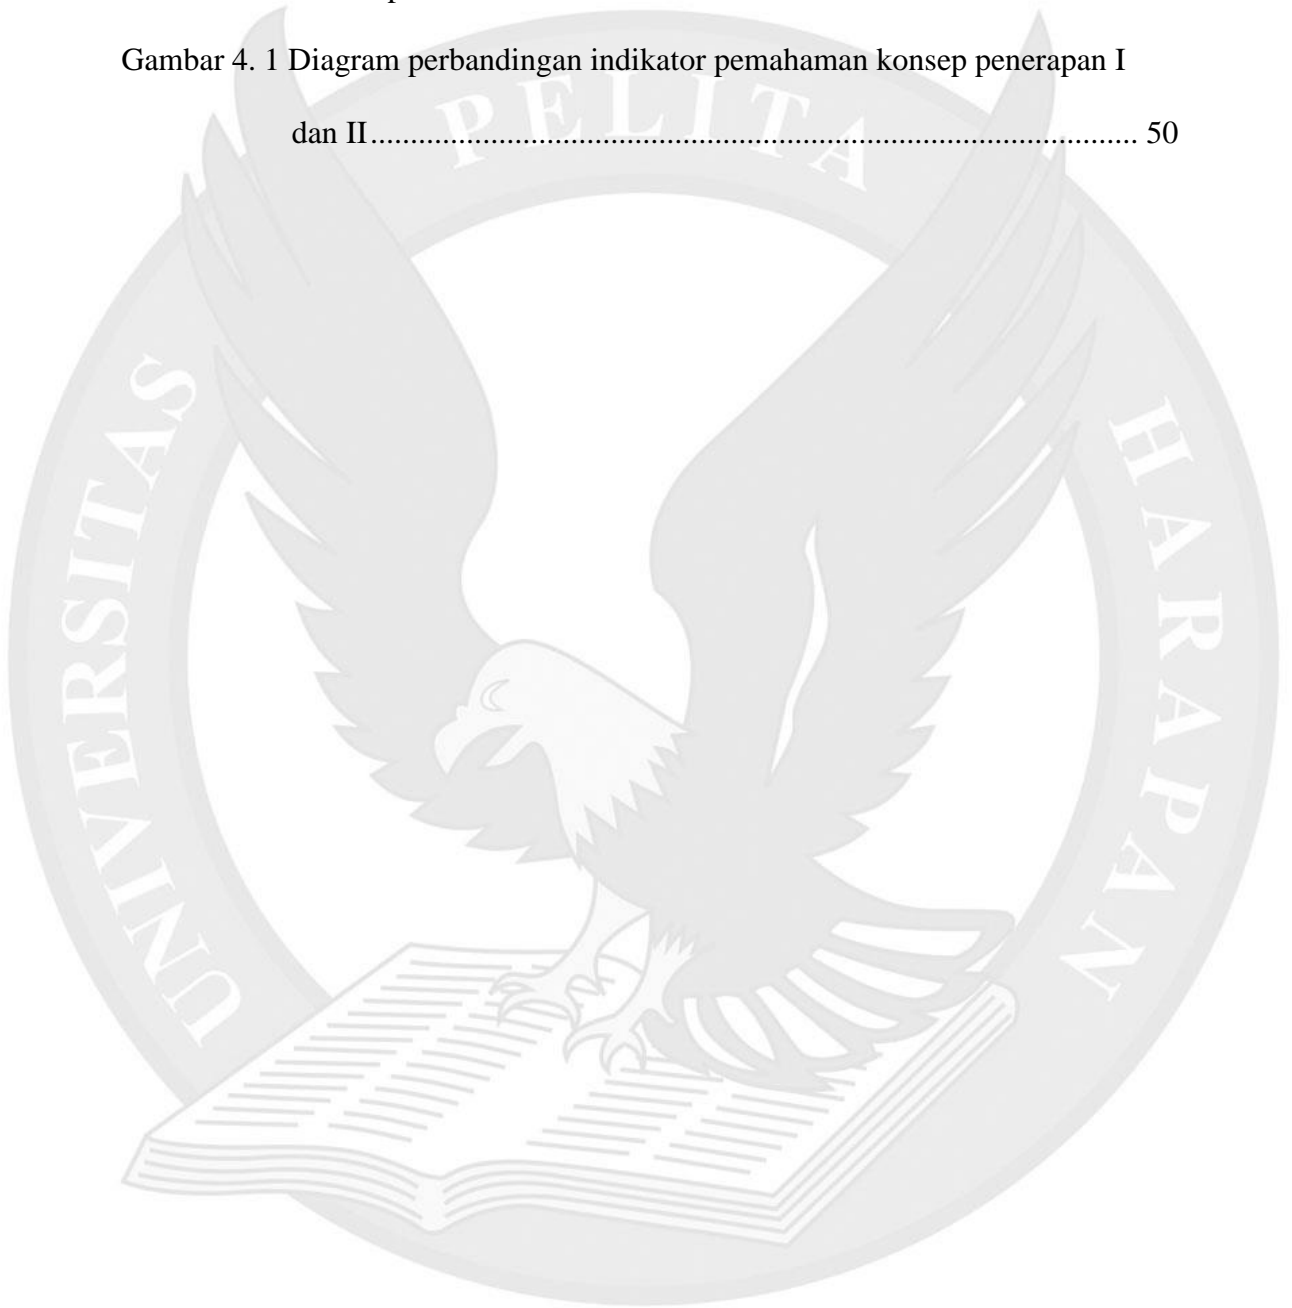 Gambar 4. 1 Diagram perbandingan indikator pemahaman konsep penerapan I
dan II................................................................................................ 50
UNIVERSITAS
PELITA
HARAPAN